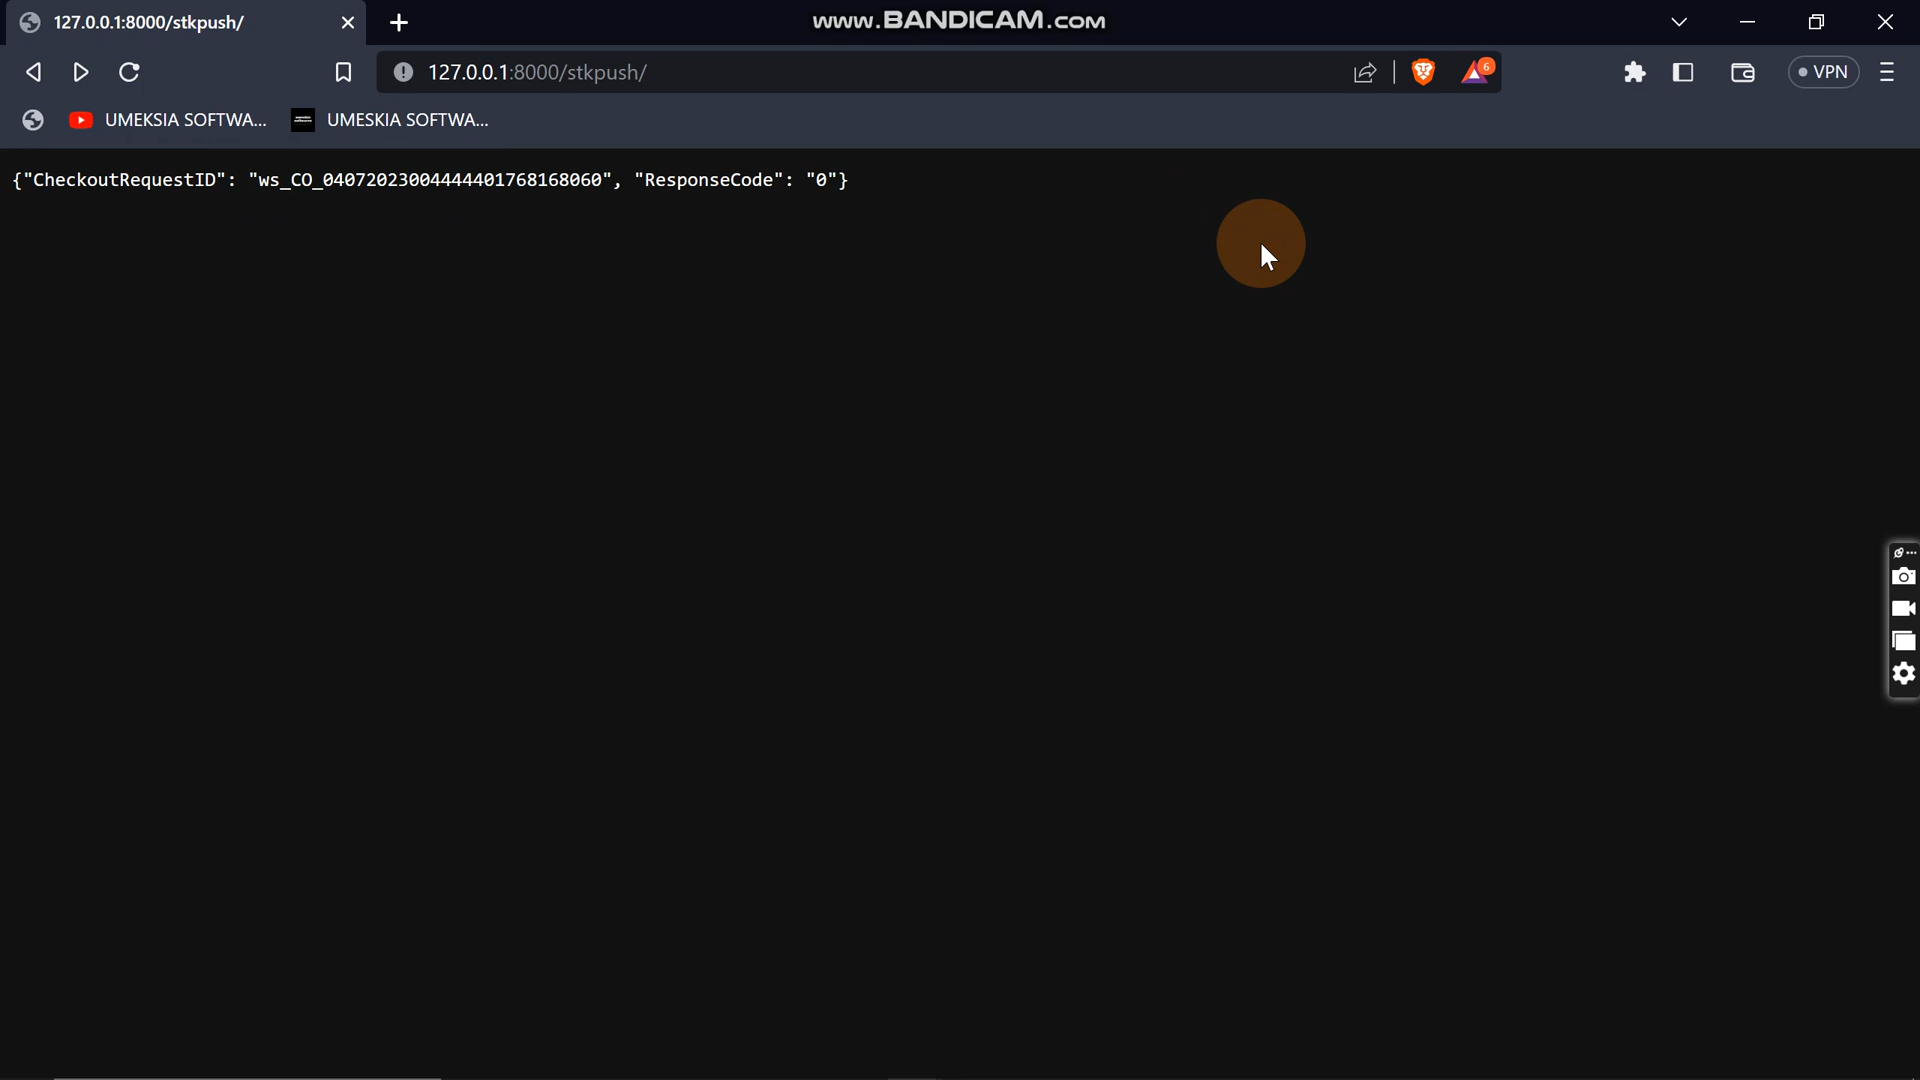 127.0.0.1:8000/stkpush/
www.BANDICAM.com
127.0.0.1:8000/stkpush/
6
VPN
UMEKSIA SOFTWA...
UMESKIA SOFTWA...
{"CheckoutRequestID": "ws_CO_04072023004444401768168060", "ResponseCode": "0"}